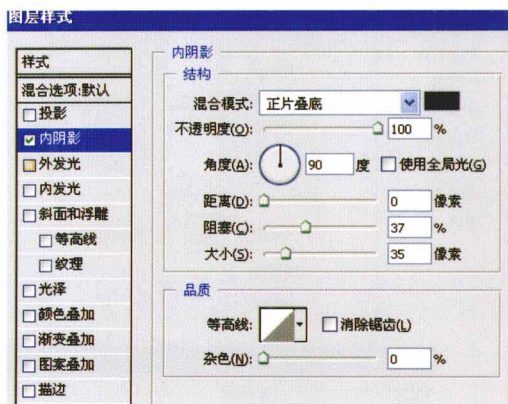 图层样式
样式
混合选项:默认
投影
内阴影
外发光
内发光
斜面和浮雕
等高线
纹理
光泽
颜色叠加
渐变叠加
图案叠加
描边
内阴影
结构
混合模式: 正片叠底
不透明度(O): 100 %
角度(A): 90 度 使用全局光(G)
距离(D): 0 像素
阻塞(C): 37 %
大小(S): 35 像素
品质
等高线: 消除锯齿(L)
杂色(N): 0 %